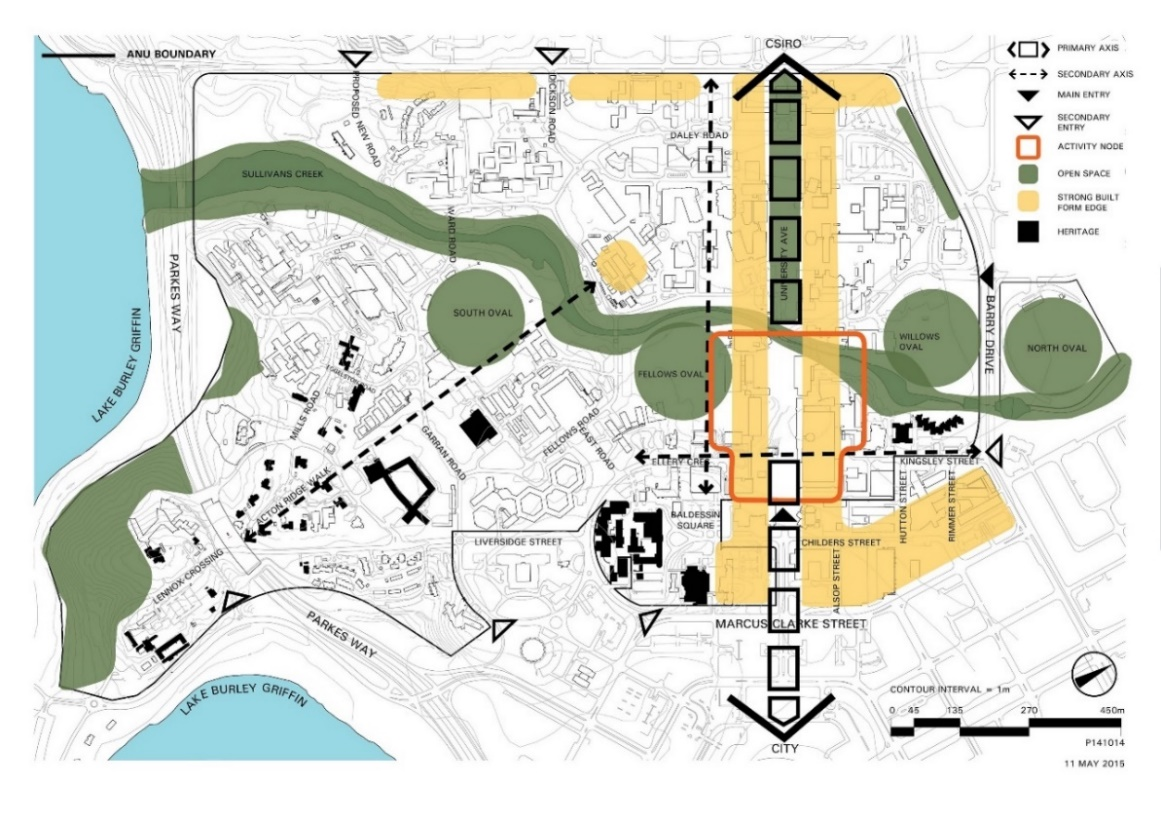 ANU BOUNDARY
CSIRO
PRIMARY AXIS
SECONDARY AXIS
MAIN ENTRY
SECONDARY
ENTRY
ACTIVITY NODE
OPEN SPACE
STRONG BUILT
FORM EDGE
HERITAGE
PROPOSED NEW ROAD
DICKSON ROAD
DALEY ROAD
SULLIVANS CREEK
WARD ROAD
UNIVERSITY AVE
PARKES WAY
LAKE BURLEY GRIFFIN
SOUTH OVAL
FELLOWS OVAL
WILLOWS
OVAL
NORTH OVAL
BARRY DRIVE
MILLS ROAD
GARRAN ROAD
FELLOWS ROAD
EAST ROAD
ELLERY CRES
KINGSLEY STREET
ACTON RIDGE WALK
BALDESSIN
SQUARE
HUTTON STREET
RIMMER STREET
LIVERSIDGE STREET
CHILDERS STREET
ALSOP STREET
LENNOX CROSSING
PARKES WAY
MARCUS CLARKE STREET
LAKE BURLEY GRIFFIN
CITY
CONTOUR INTERVAL = 1m
0 45 135 270 450m
P141014
11 MAY 2015